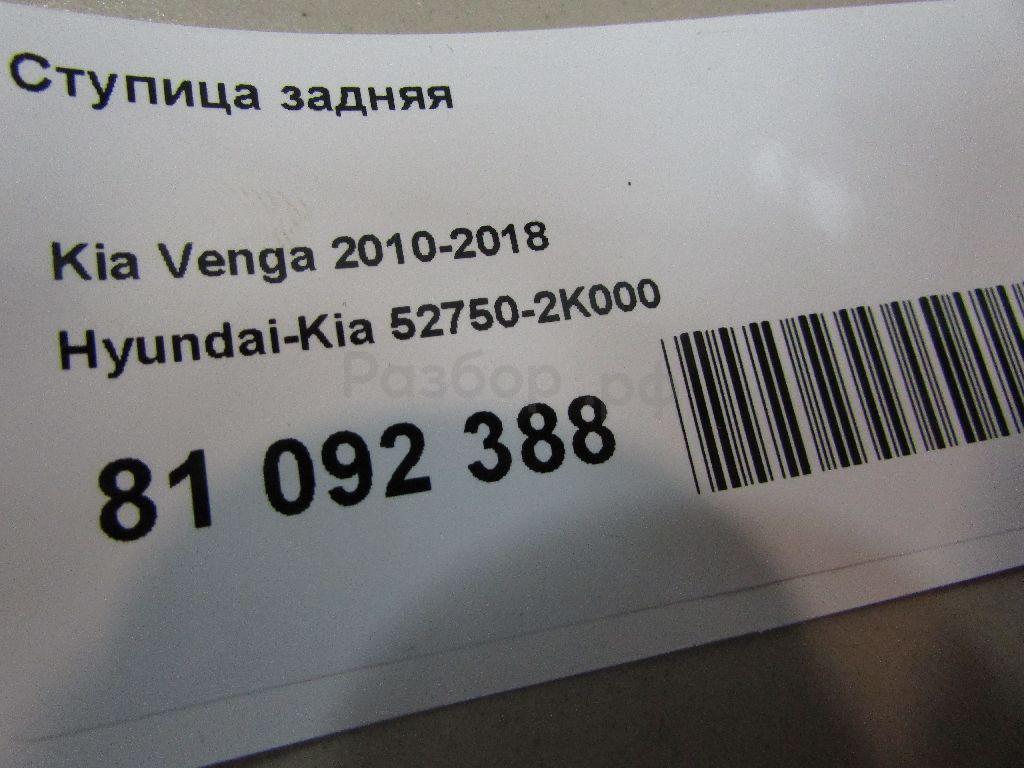 Ступица задняя
Kia Venga 2010-2018
Hyundai-Kia 52750-2K000
Разбор.рф
81 092 388